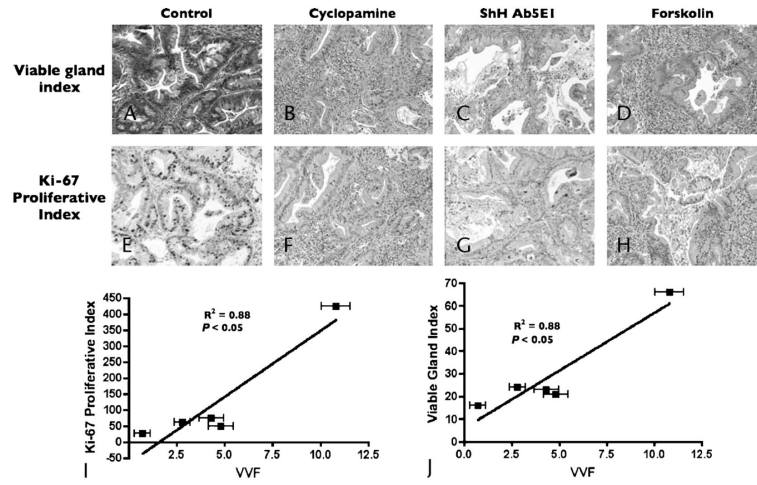 Control Cyclopamine ShH Ab5E1 Forskolin
Viable gland
index
A B C D
Ki-67
Proliferative
Index
E F G H
Ki-67 Proliferative Index
450
400
350
300
250
200
150
100
50
0
-50
R² = 0.88
P < 0.05
2.5 5.0 7.5 10.0 12.5
I VVF
Viable Gland Index
70
60
50
40
30
20
10
0
R² = 0.88
P < 0.05
0.0 2.5 5.0 7.5 10.0 12.5
J VVF